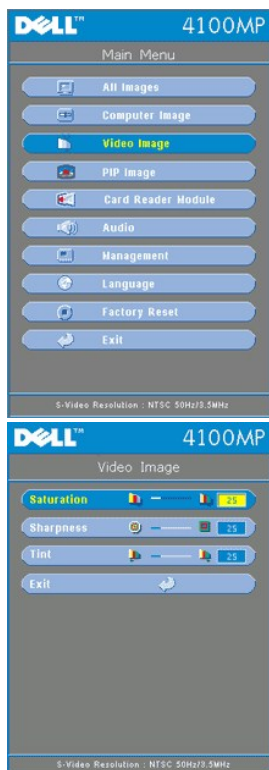 DELL™ 4100MP
Main Menu
All Images
Computer Image
Video Image
PIP Image
Card Reader Module
Audio
Management
Language
Factory Reset
Exit
S-Video Resolution : NTSC 50Hz/3.5MHz
DELL™ 4100MP
Video Image
Saturation 25
Sharpness 25
Tint 25
Exit
S-Video Resolution : NTSC 50Hz/3.5MHz